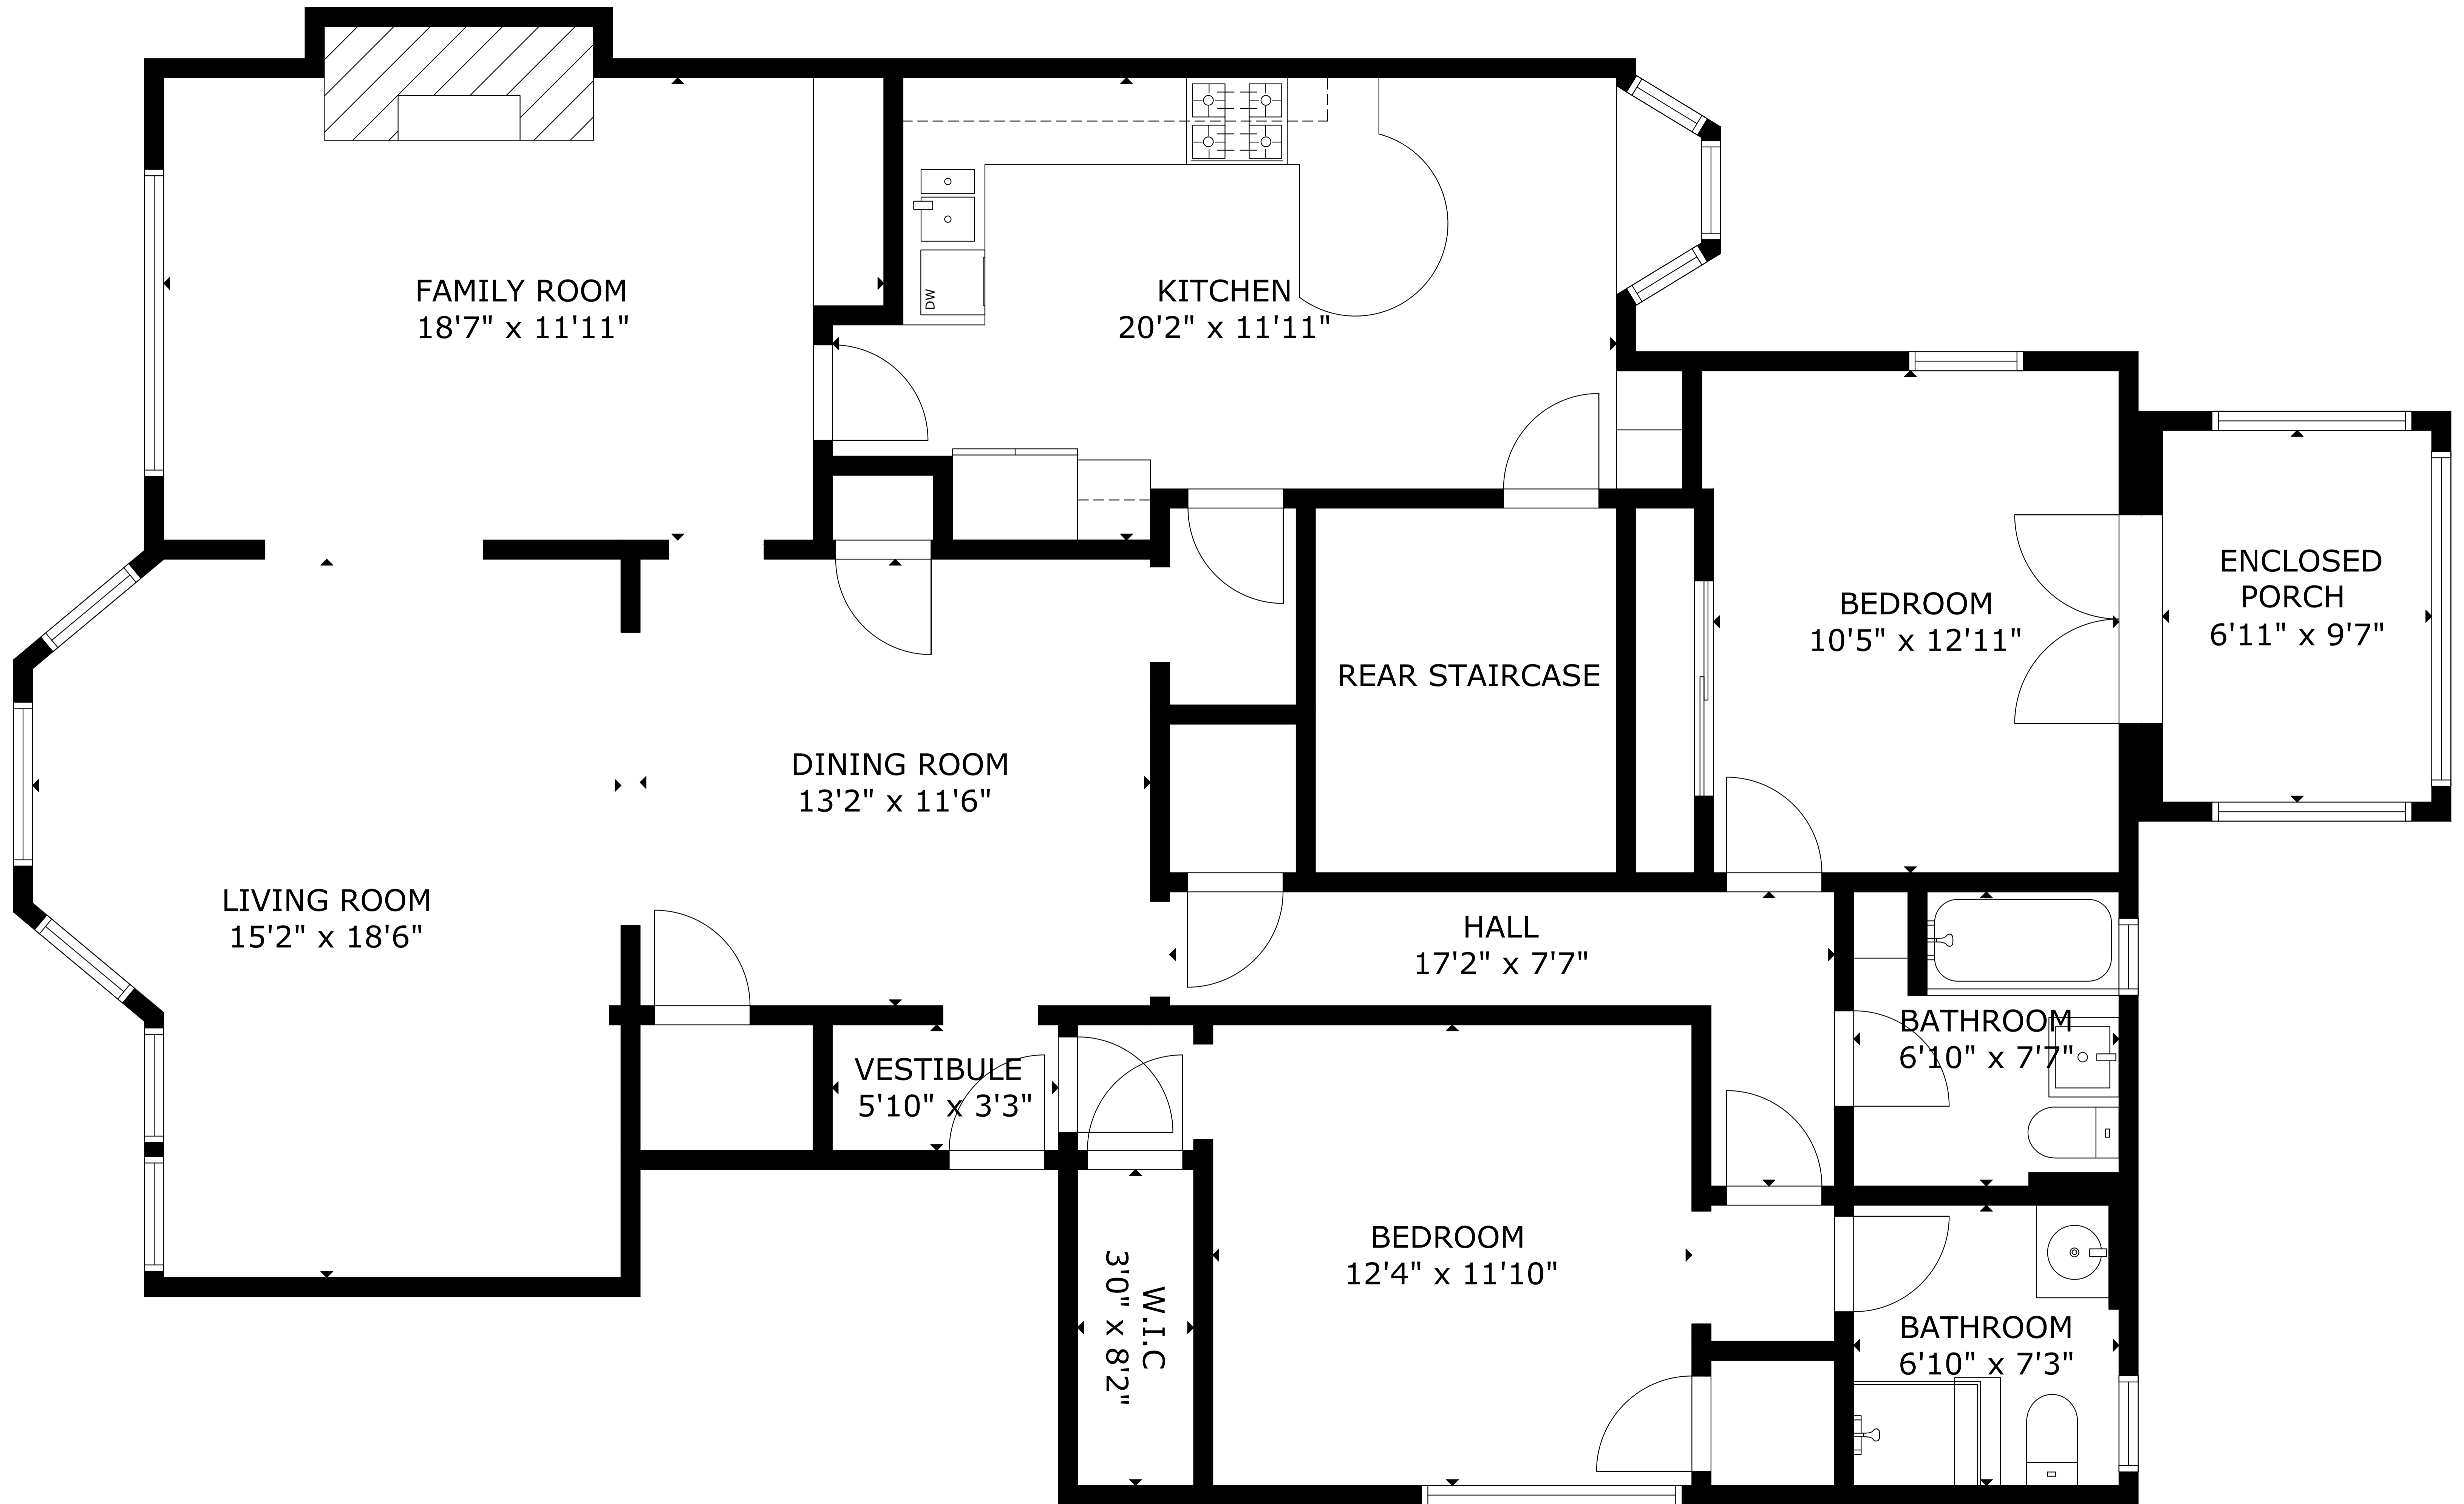 FAMILY ROOM
18'7" x 11'11"
KITCHEN
20'2" x 11'11"
DW
ENCLOSED
PORCH
6'11" x 9'7"
BEDROOM
10'5" x 12'11"
REAR STAIRCASE
DINING ROOM
13'2" x 11'6"
LIVING ROOM
15'2" x 18'6"
HALL
17'2" x 7'7"
BATHROOM
6'10" x 7'7"
VESTIBULE
5'10" x 3'3"
W.I.C
3'0" x 8'2"
BEDROOM
12'4" x 11'10"
BATHROOM
6'10" x 7'3"